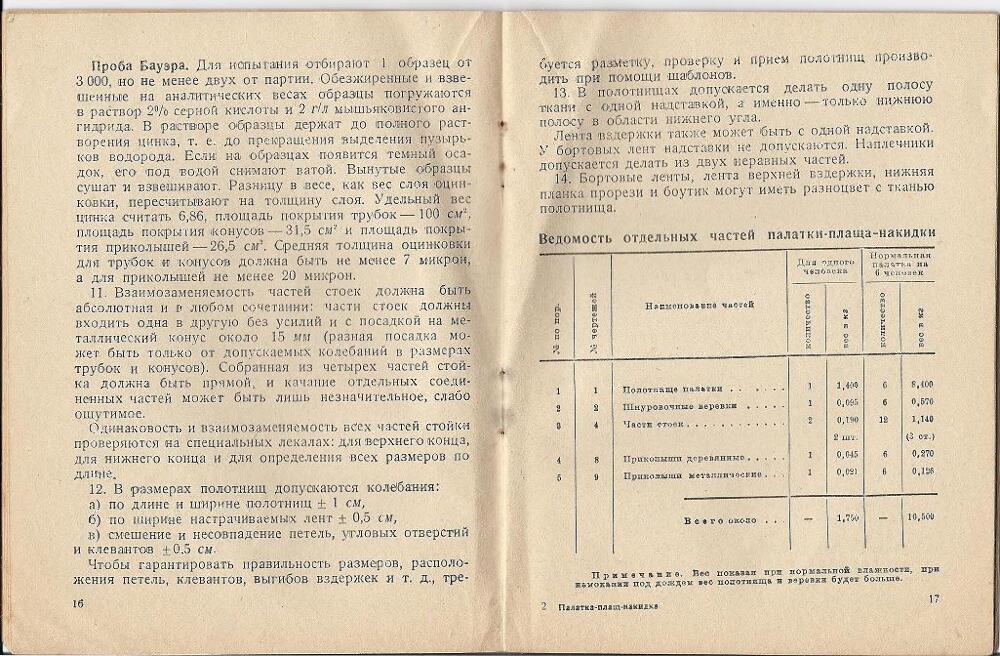 Проба Бауэра. Для испытания отбирают 1 образец от
3 000, но не менее двух от партии. Обезжиренные и взве-
шенные на аналитических весах образцы погружаются
в раствор 2% серной кислоты и 2 г/л мышьяковистого ан-
гидрида. В растворе образцы держат до полного раст-
ворения цинка, т. е. до прекращения выделения пузырь-
ков водорода. Если на образцах появится темный оса-
док, его под водой снимают ватой. Вынутые образцы
сушат и взвешивают. Разницу в весе, как вес слоя оцин-
ковки, пересчитывают на толщину слоя. Удельный вес
цинка считать 6,86, площадь покрытия трубок — 100 см²,
площадь покрытия конусов — 31,5 см² и площадь покры-
тия приколышей — 26,5 см². Средняя толщина оцинковки
для трубок и конусов должна быть не менее 7 микрон,
а для приколышей не менее 20 микрон.
11. Взаимозаменяемость частей стоек должна быть
абсолютная и в любом сочетании: части стоек должны
входить одна в другую без усилий и с посадкой на ме-
таллический конус около 15 мм (разная посадка мо-
жет быть только от допускаемых колебаний в размерах
трубок и конусов). Собранная из четырех частей стой-
ка должна быть прямой, и качание отдельных соеди-
ненных частей может быть лишь незначительное, слабо
ощутимое.
Одинаковость и взаимозаменяемость всех частей стойки
проверяются на специальных лекалах: для верхнего конца,
для нижнего конца и для определения всех размеров по
длине.
12. В размерах полотнищ допускаются колебания:
а) по длине и ширине полотнищ ± 1 см,
б) по ширине настрачиваемых лент ± 0,5 см,
в) смешение и несовпадение петель, угловых отверстий
и клевантов ±0.5 см.
Чтобы гарантировать правильность размеров, располо-
жения петель, клевантов, выгибов вздержек и т. д., тре-
16
буется разметку, проверку и прием полотнищ произво-
дить при помощи шаблонов.
13. В полотнищах допускается делать одну полосу
ткани с одной надставкой, а именно — только нижнюю
полосу в области нижнего угла.
Лента вздержки также может быть с одной надставкой.
У бортовых лент надставки не допускаются. Наплечники
допускается делать из двух неравных частей.
14. Бортовые ленты, лента верхней вздержки, нижняя
планка прорези и боутик могут иметь разноцвет с тканью
полотнища.
Ведомость отдельных частей палатки-плаща-накидки
№ по пор. № чертежей Наименование частей Для одного человека Нормальная палатка на 6 человек
количество вес в кг количество вес в кг
1 1 Полотнище палатки . . . . . . 1 1,400 6 8,400
2 2 Шнуровочные веревки . . . . . 1 0,095 6 0,570
3 4 Части стоек . . . . . . . . . . . 2 0,190 12 1,140
2 шт. (3 ст.)
4 8 Приколыши деревянные . . . . . 1 0,045 6 0,270
5 9 Приколыши металлические . . . 1 0,021 6 0,126
Всего около . . . — 1,750 — 10,500
Примечание. Вес показан при нормальной влажности, при
намокании под дождем вес полотнища и веревки будет больше.
2 Палатка-плащ-накидка
17